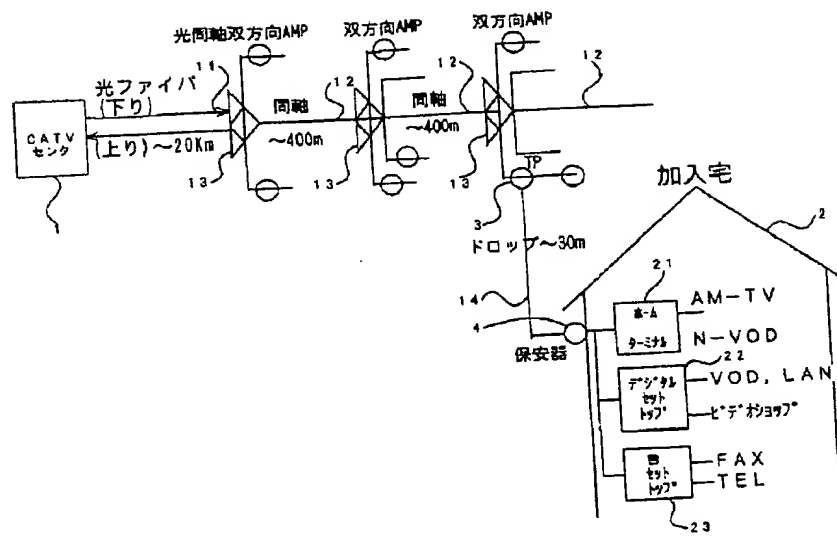 光同軸双方向AMP
双方向AMP
双方向AMP
光ファイバ
(下り)
11
12
12
12
同軸
同軸
CATV
センタ
(上り)~20Km
~400m
~400m
13
13
13
TP
1
3
加入宅
2
ドロップ~30m
14
21
4
ホーム
ターミナル
AM-TV
N-VOD
保安器
22
デジタル
セット
トップ
VOD, LAN
ビデオショップ
セット
トップ
FAX
TEL
23